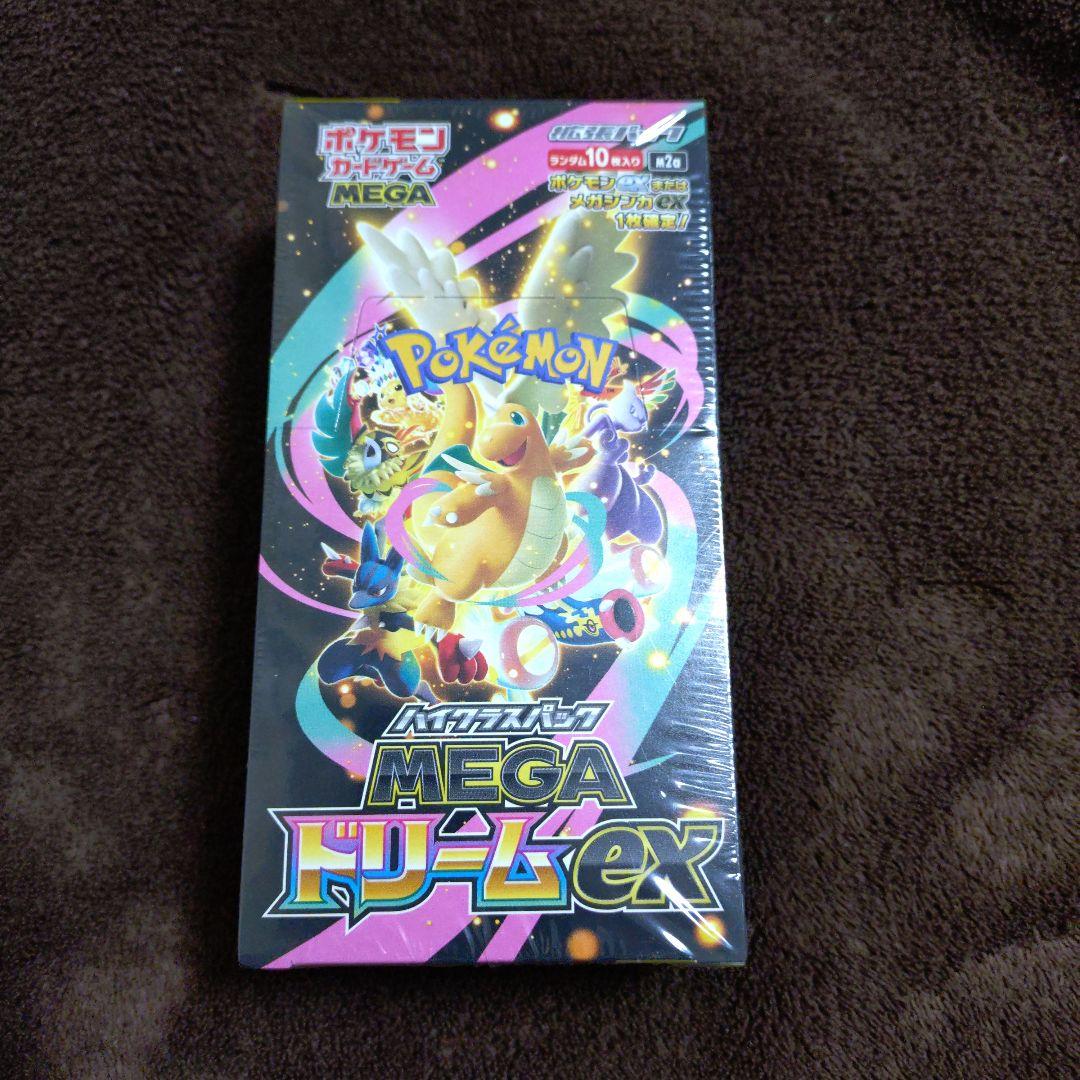 ポケモン
カードゲーム
MEGA
拡張パック
ランダム10枚入り M2a
ポケモンexまたは
メガシンカex
1枚確定!
Pokémon
TM
ハイクラスパック
MEGA
ドリームex